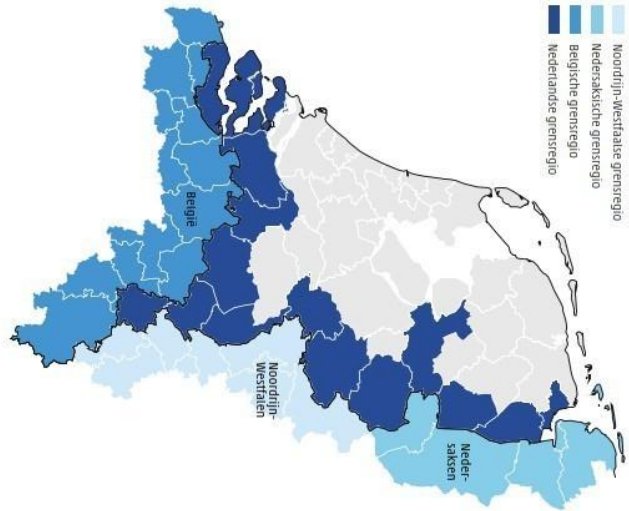 Noordrijn-Westfaalse grensregio
Nedersaksische grensregio
Belgische grensregio
Nederlandse grensregio
België
Noordrijn-
Westfalen
Neder-
saksen